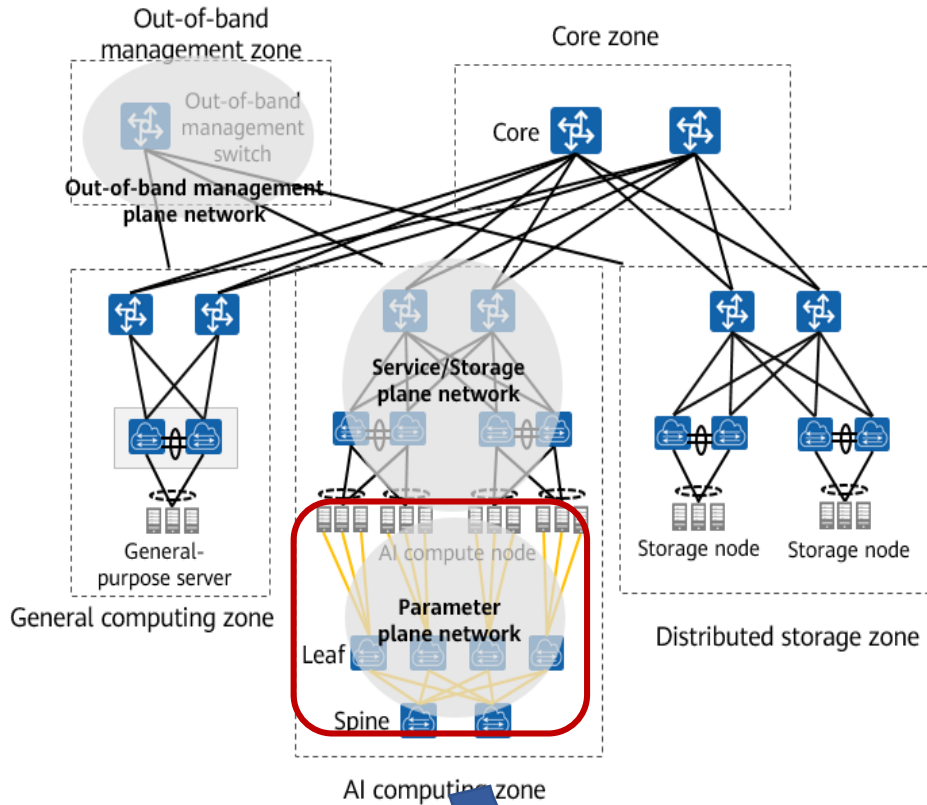 Out-of-band
management zone
Core zone
Out-of-band
management
switch
Core
Out-of-band management
plane network
Service/Storage
plane network
General-
purpose server
AI compute node
Storage node
Storage node
General computing zone
Parameter
plane network
Distributed storage zone
Leaf
Spine
AI computing zone